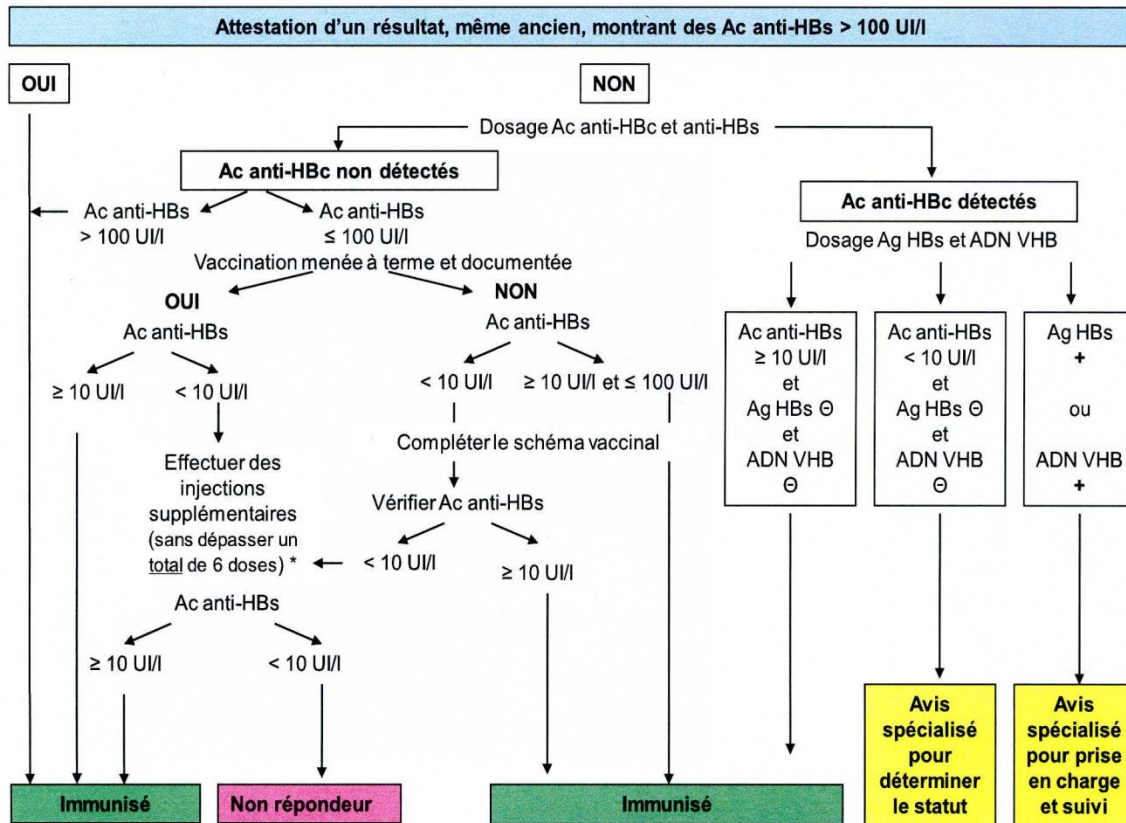 Attestation d'un résultat, même ancien, montrant des Ac anti-HBs > 100 UI/l
OUI
NON
Dosage Ac anti-HBc et anti-HBs
Ac anti-HBc non détectés
Ac anti-HBs
> 100 UI/l
Ac anti-HBs
≤ 100 UI/l
Vaccination menée à terme et documentée
OUI
Ac anti-HBs
≥ 10 UI/l
< 10 UI/l
Effectuer des
injections
supplémentaires
(sans dépasser un
total de 6 doses) *
Ac anti-HBs
≥ 10 UI/l
< 10 UI/l
NON
Ac anti-HBs
< 10 UI/l
≥ 10 UI/l et ≤ 100 UI/l
Compléter le schéma vaccinal
Vérifier Ac anti-HBs
< 10 UI/l
≥ 10 UI/l
Ac anti-HBc détectés
Dosage Ag HBs et ADN VHB
Ac anti-HBs
≥ 10 UI/l
et
Ag HBs Θ
et
ADN VHB
Θ
Ac anti-HBs
< 10 UI/l
et
Ag HBs Θ
et
ADN VHB
Θ
Ag HBs
+
ou
ADN VHB
+
Immunisé
Non répondeur
Immunisé
Avis
spécialisé
pour
déterminer
le statut
Avis
spécialisé
pour prise
en charge
et suivi